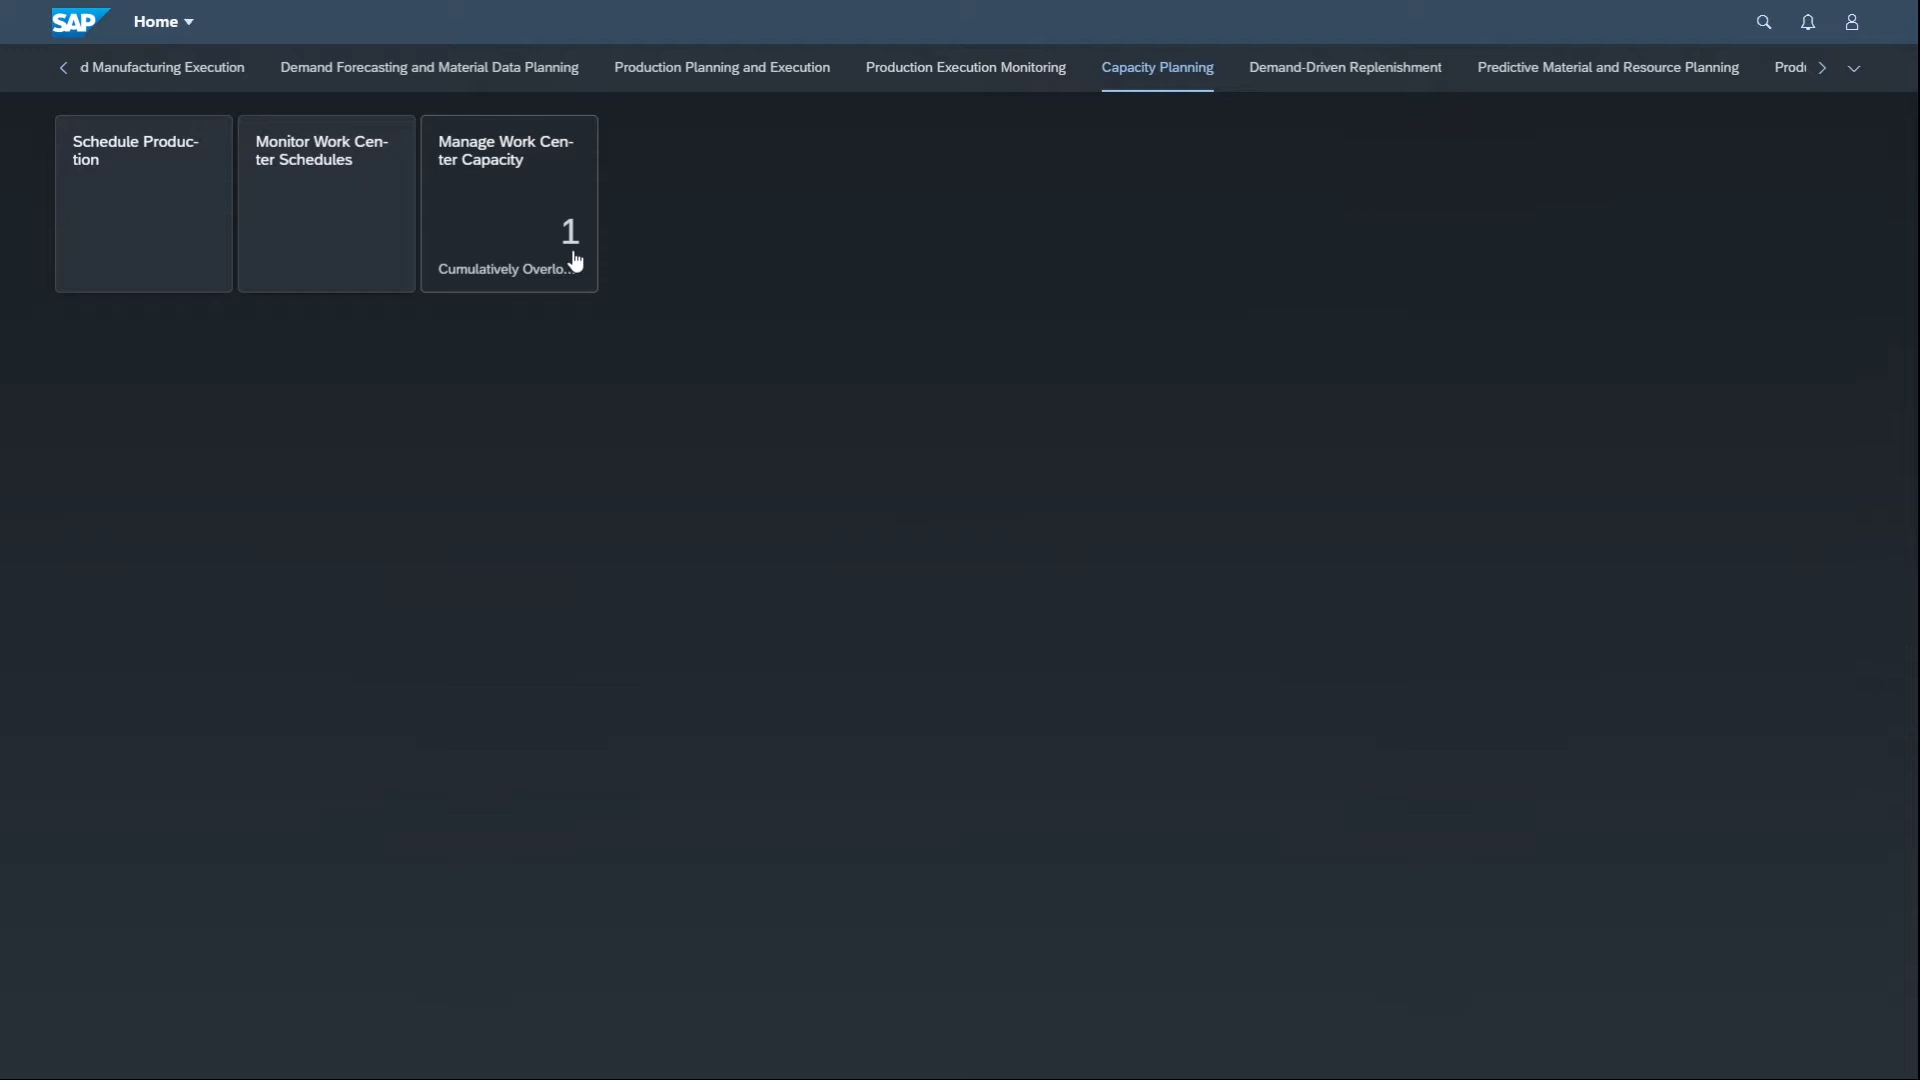 SAP Home
d Manufacturing Execution Demand Forecasting and Material Data Planning Production Planning and Execution Production Execution Monitoring Capacity Planning Demand-Driven Replenishment Predictive Material and Resource Planning Produ
Schedule Produc-
tion
Monitor Work Cen-
ter Schedules
Manage Work Cen-
ter Capacity
1
Cumulatively Overlo...